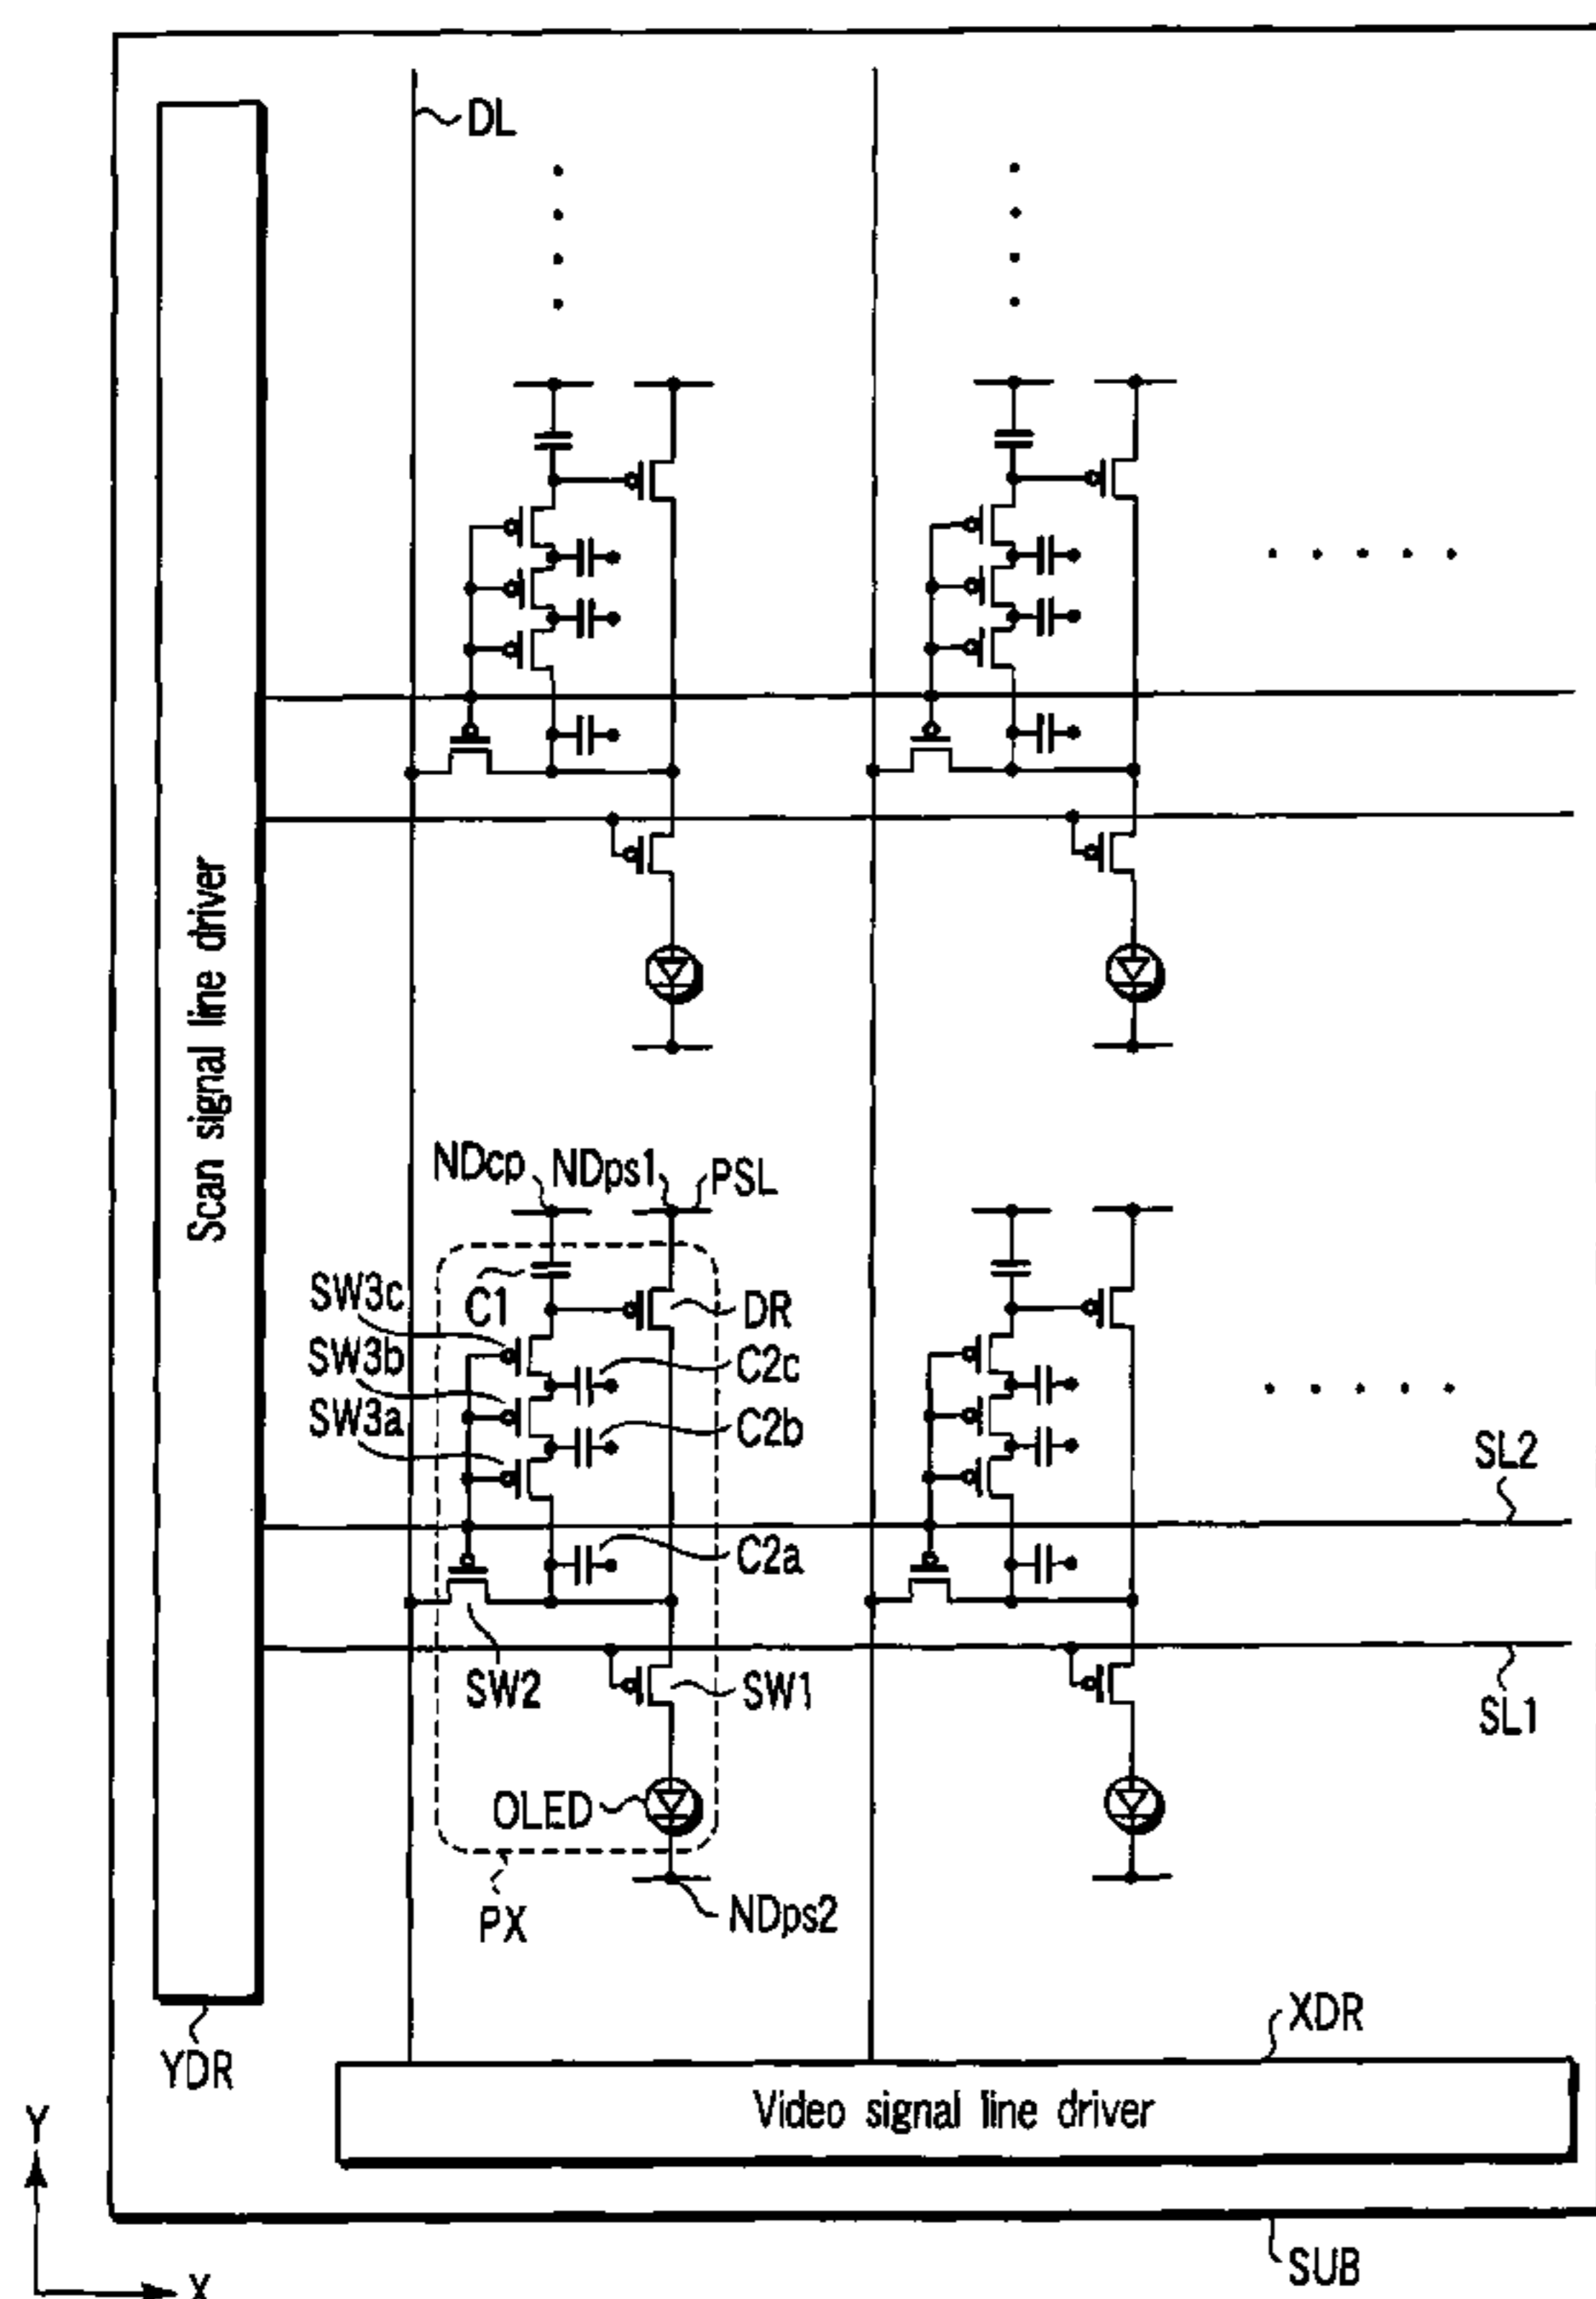 DL
Scan signal line driver
NDcp
NDps1
PSL
SW3c
C1
DR
SW3b
C2c
SW3a
C2b
SL2
C2a
SW2
SW1
SL1
OLED
PX
NDps2
XDR
YDR
Video signal line driver
Y
SUB
X